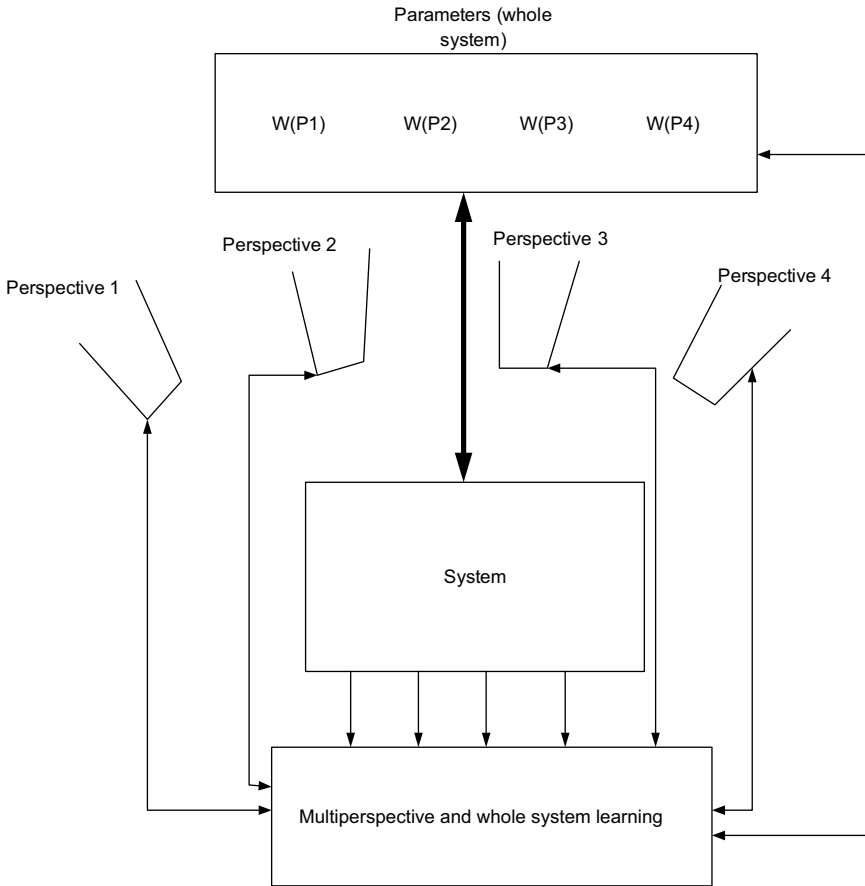 Parameters (whole
system)
W(P1) W(P2) W(P3) W(P4)
Perspective 1
Perspective 2
Perspective 3
Perspective 4
System
Multiperspective and whole system learning